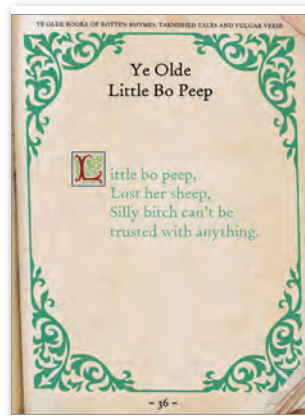 YE OLDE BOOKS OF ROTTEN RHYMES, TARNISHED TALES AND VULGAR VERSE
Ye Olde
Little Bo Peep
Little bo peep,
Lost her sheep,
Silly bitch can't be
trusted with anything.
- 36 -